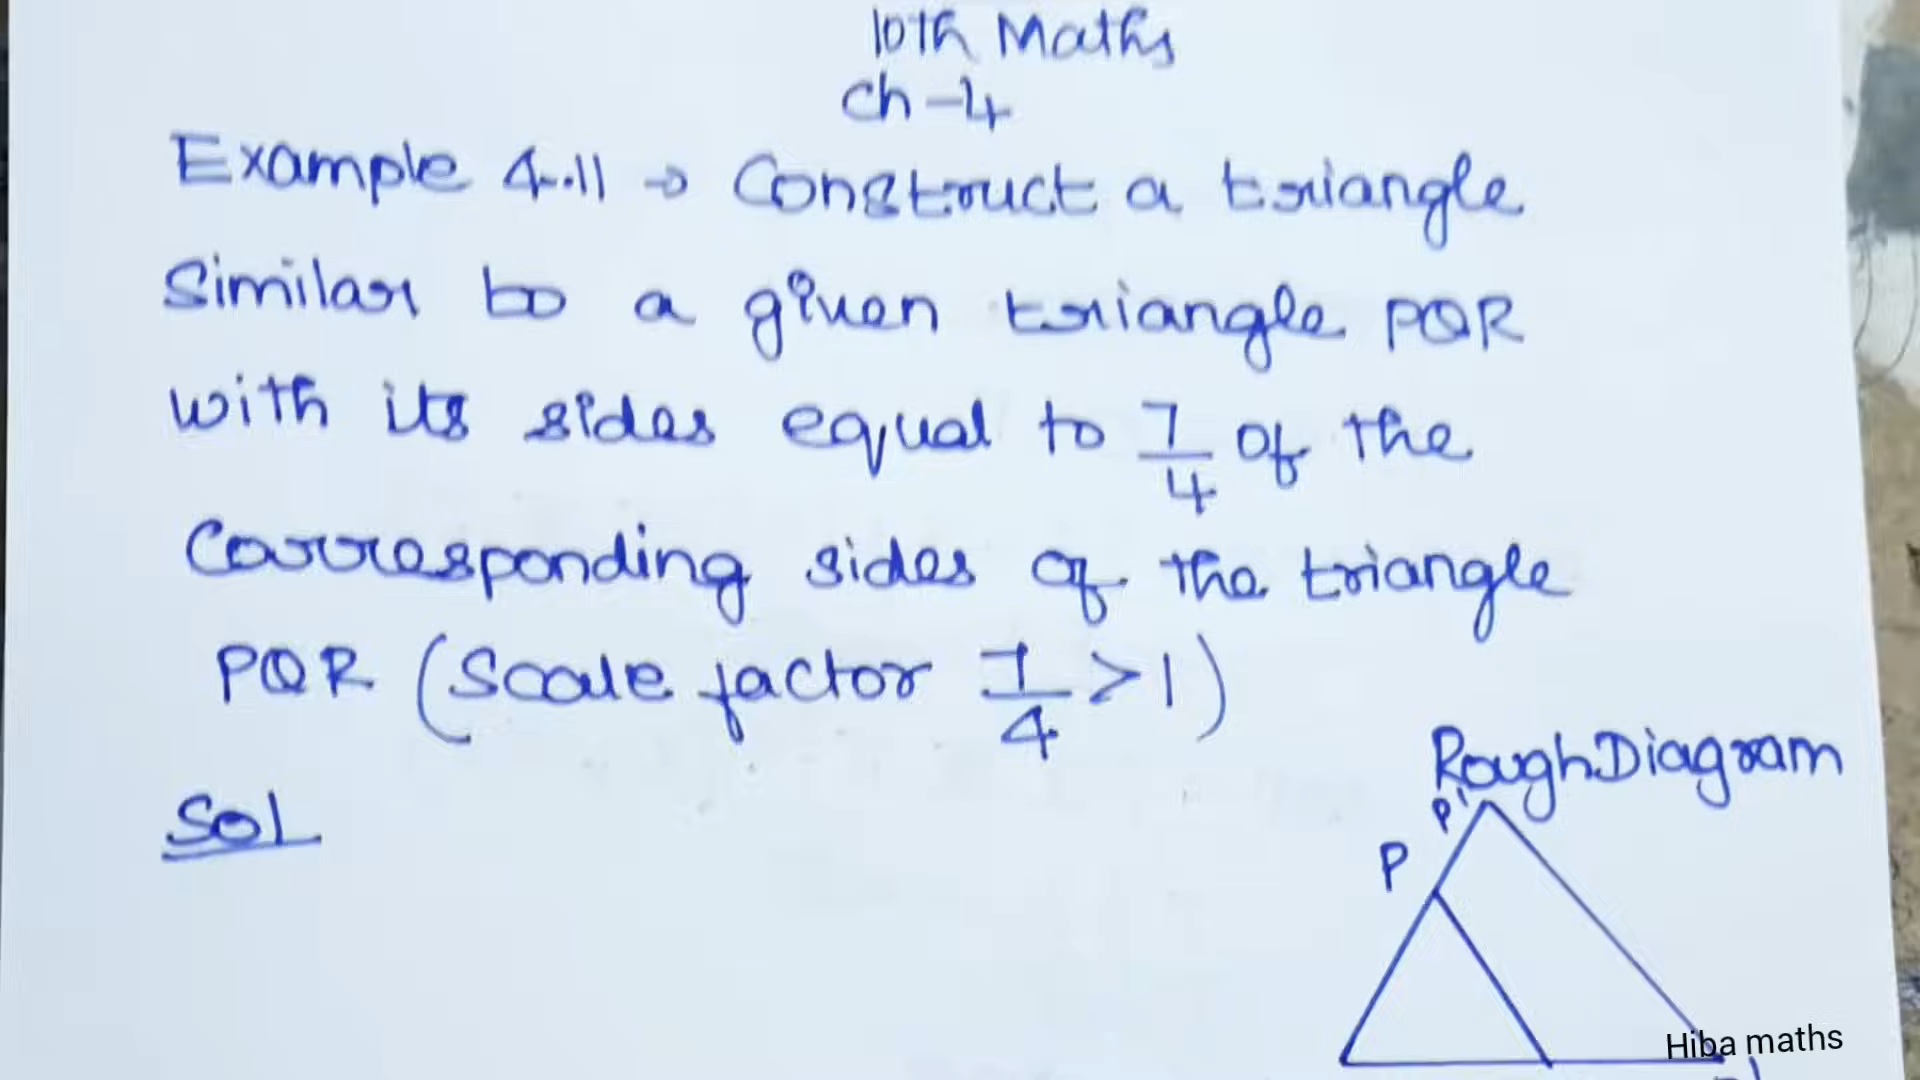 10th Maths
Ch-4
Example 4.11 → Construct a triangle
Similar to a given triangle PQR
with its sides equal to 7/4 of the
Corresponding sides of the triangle
PQR (Scale factor 7/4 > 1)
Sol
Rough Diagram
P'
P
Hiba maths